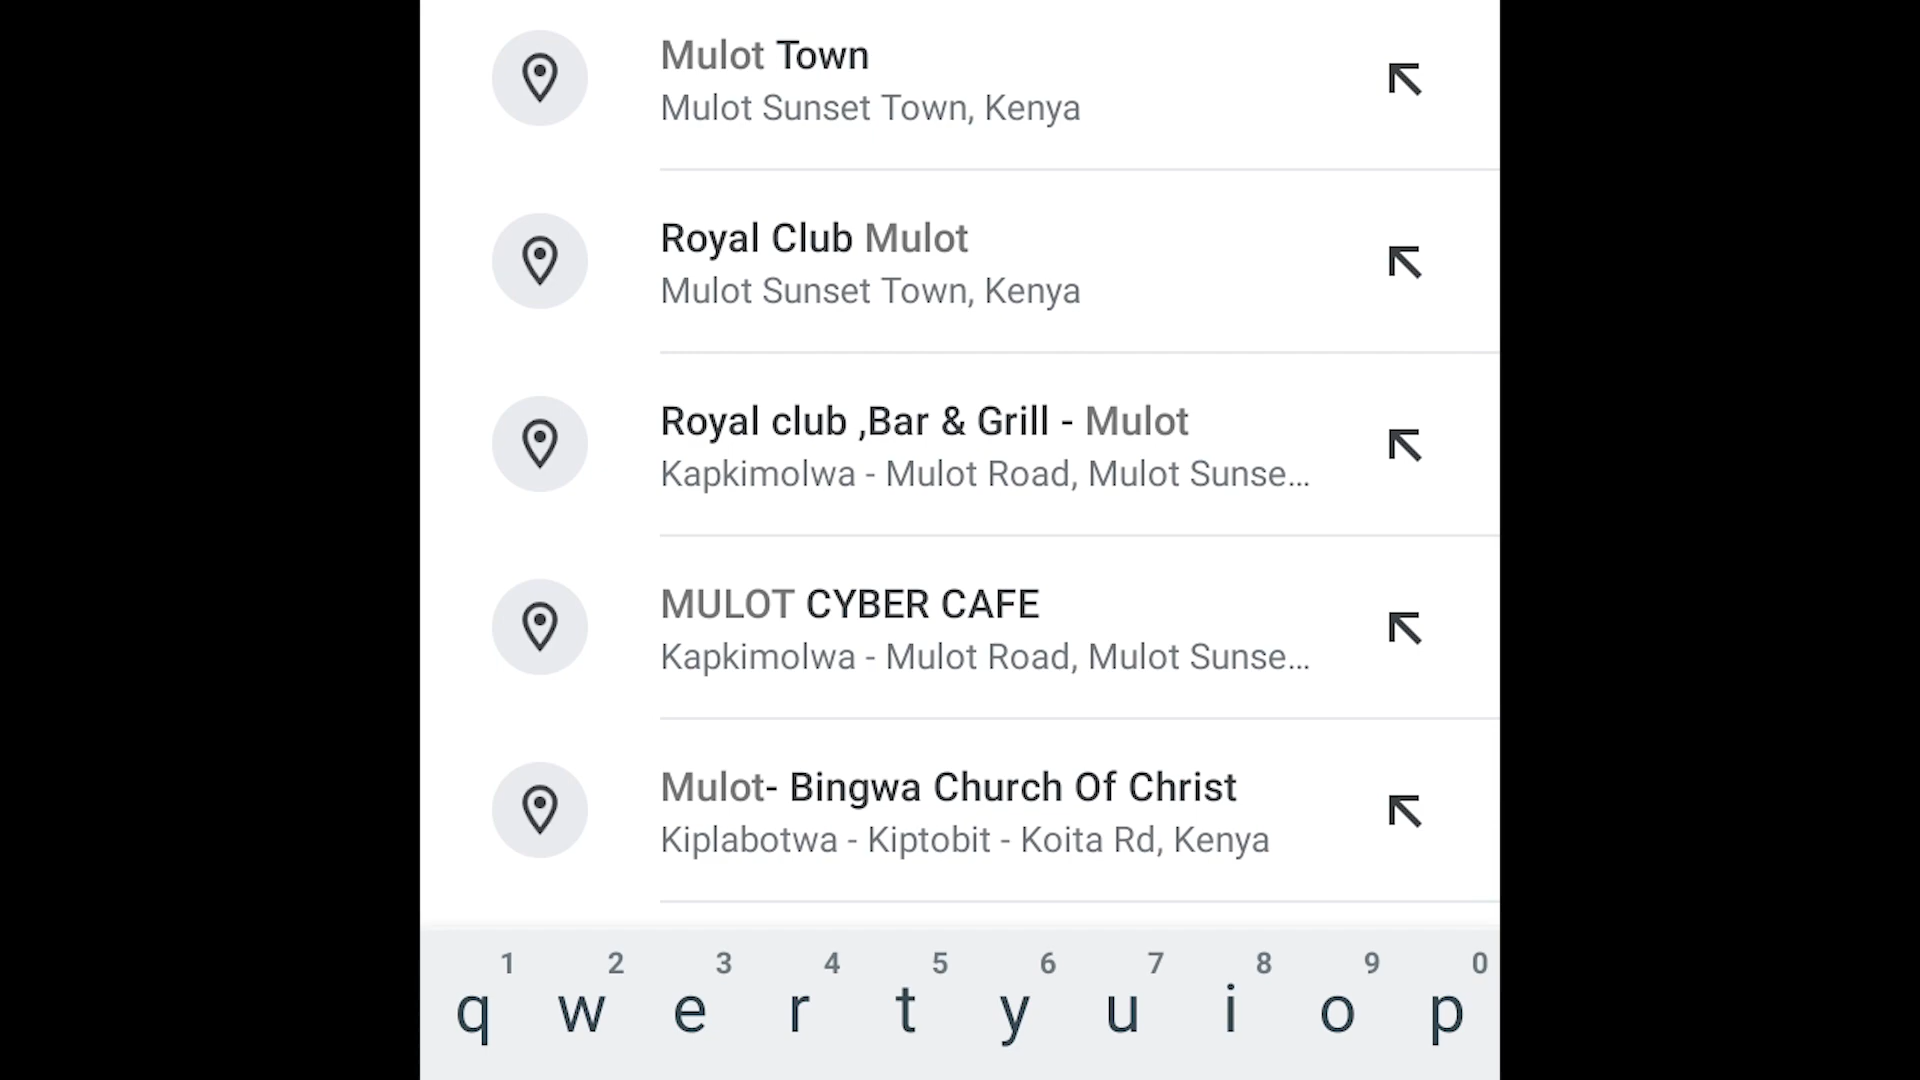 Mulot Town
Mulot Sunset Town, Kenya
Royal Club Mulot
Mulot Sunset Town, Kenya
Royal club ,Bar & Grill - Mulot
Kapkimolwa - Mulot Road, Mulot Sunse...
MULOT CYBER CAFE
Kapkimolwa - Mulot Road, Mulot Sunse...
Mulot- Bingwa Church Of Christ
Kiplabotwa - Kiptobit - Koita Rd, Kenya
1 2 3 4 5 6 7 8 9 0
q w e r t y u i o p